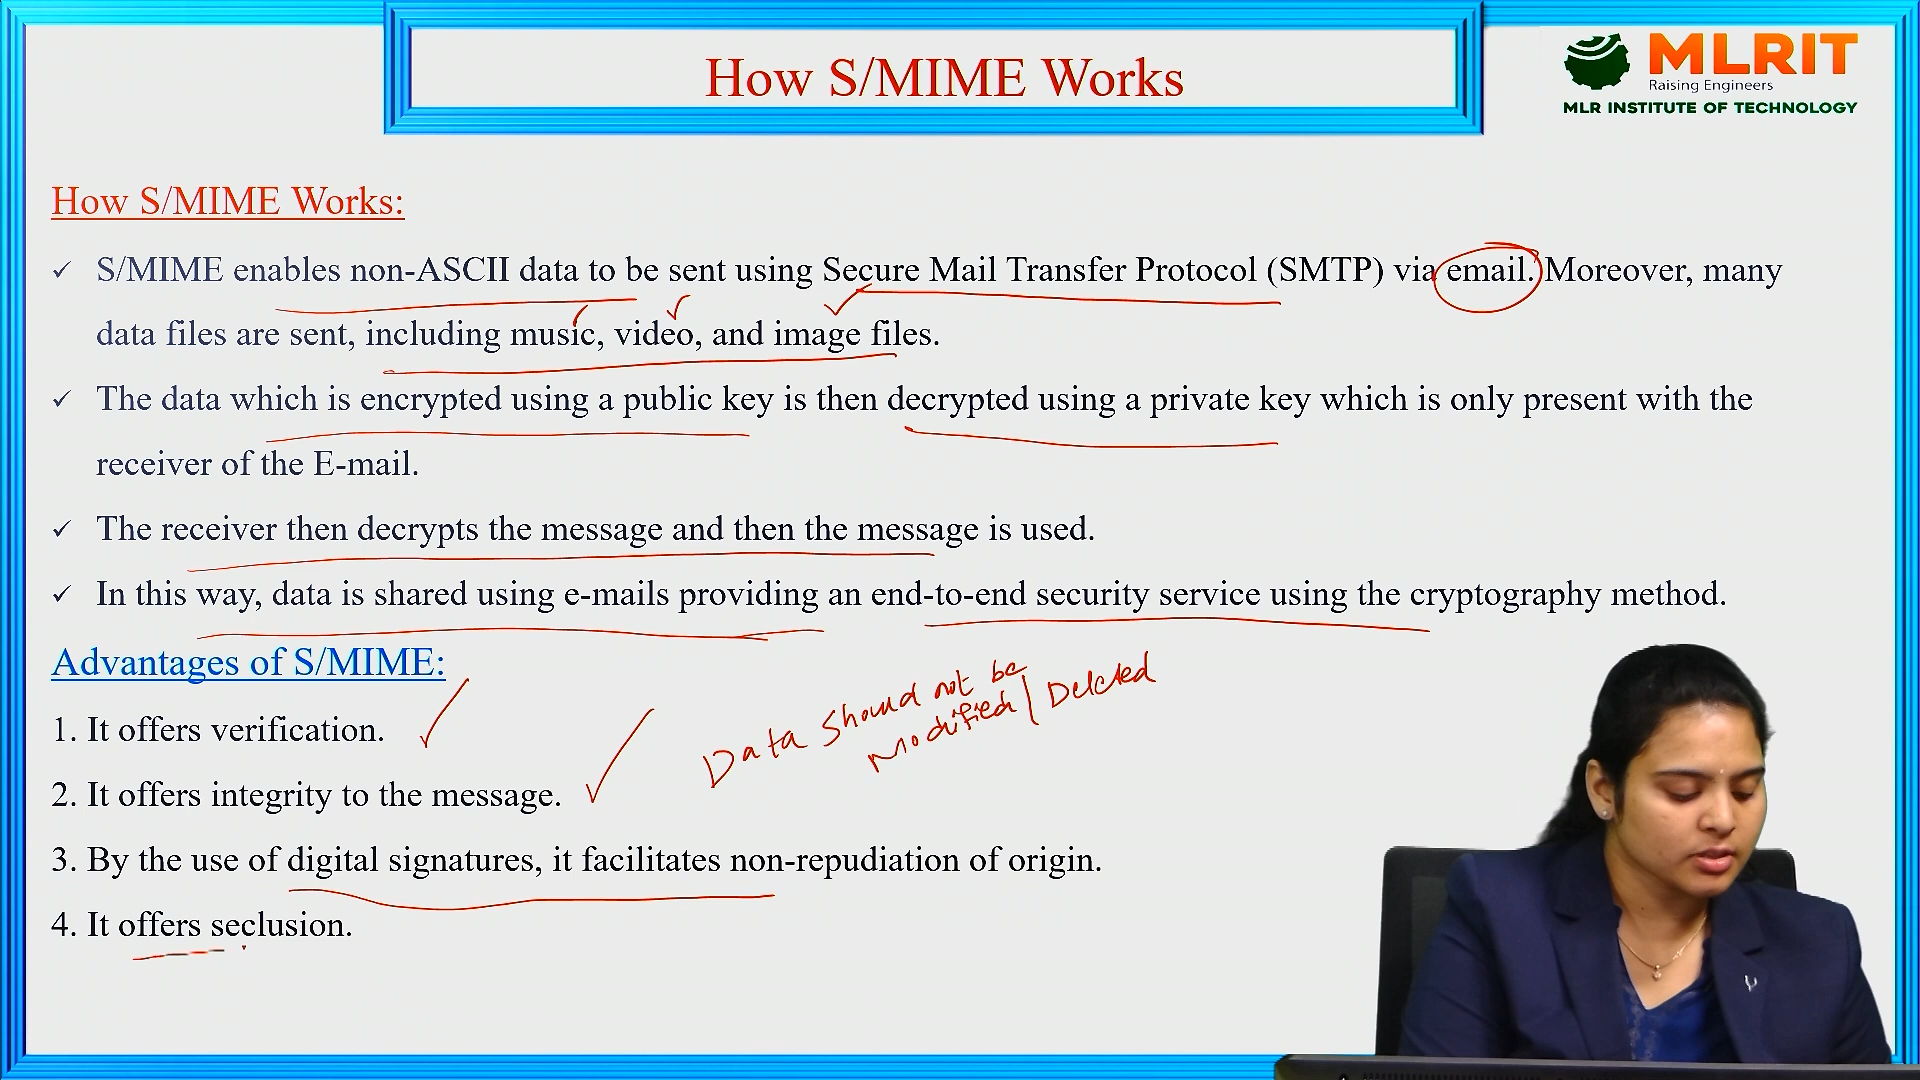 How S/MIME Works
MLRIT
Raising Engineers
MLR INSTITUTE OF TECHNOLOGY
How S/MIME Works:
✓ S/MIME enables non-ASCII data to be sent using Secure Mail Transfer Protocol (SMTP) via email. Moreover, many
data files are sent, including music, video, and image files.
✓ The data which is encrypted using a public key is then decrypted using a private key which is only present with the
receiver of the E-mail.
✓ The receiver then decrypts the message and then the message is used.
✓ In this way, data is shared using e-mails providing an end-to-end security service using the cryptography method.
Advantages of S/MIME:
1. It offers verification.
Data Should not be
Modified / Deleted
2. It offers integrity to the message.
3. By the use of digital signatures, it facilitates non-repudiation of origin.
4. It offers seclusion.